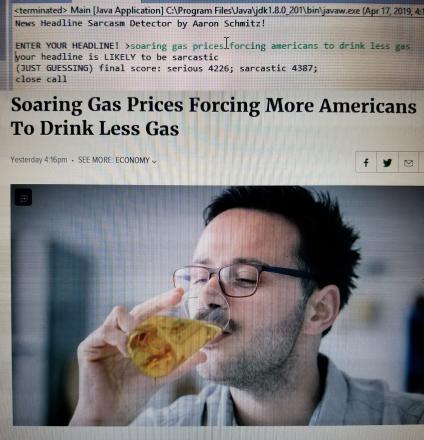 <terminated> Main [Java Application] C:\Program Files\Java\jdk1.8.0_201\bin\javaw.exe (Apr 17, 2019, 4:1
News Headline Sarcasm Detector by Aaron Schmitz!
ENTER YOUR HEADLINE! >soaring gas prices forcing americans to drink less gas
your headline is LIKELY to be sarcastic
(JUST GUESSING) final score: serious 4226; sarcastic 4387;
close call
Soaring Gas Prices Forcing More Americans
To Drink Less Gas
Yesterday 4:16pm • SEE MORE: ECONOMY